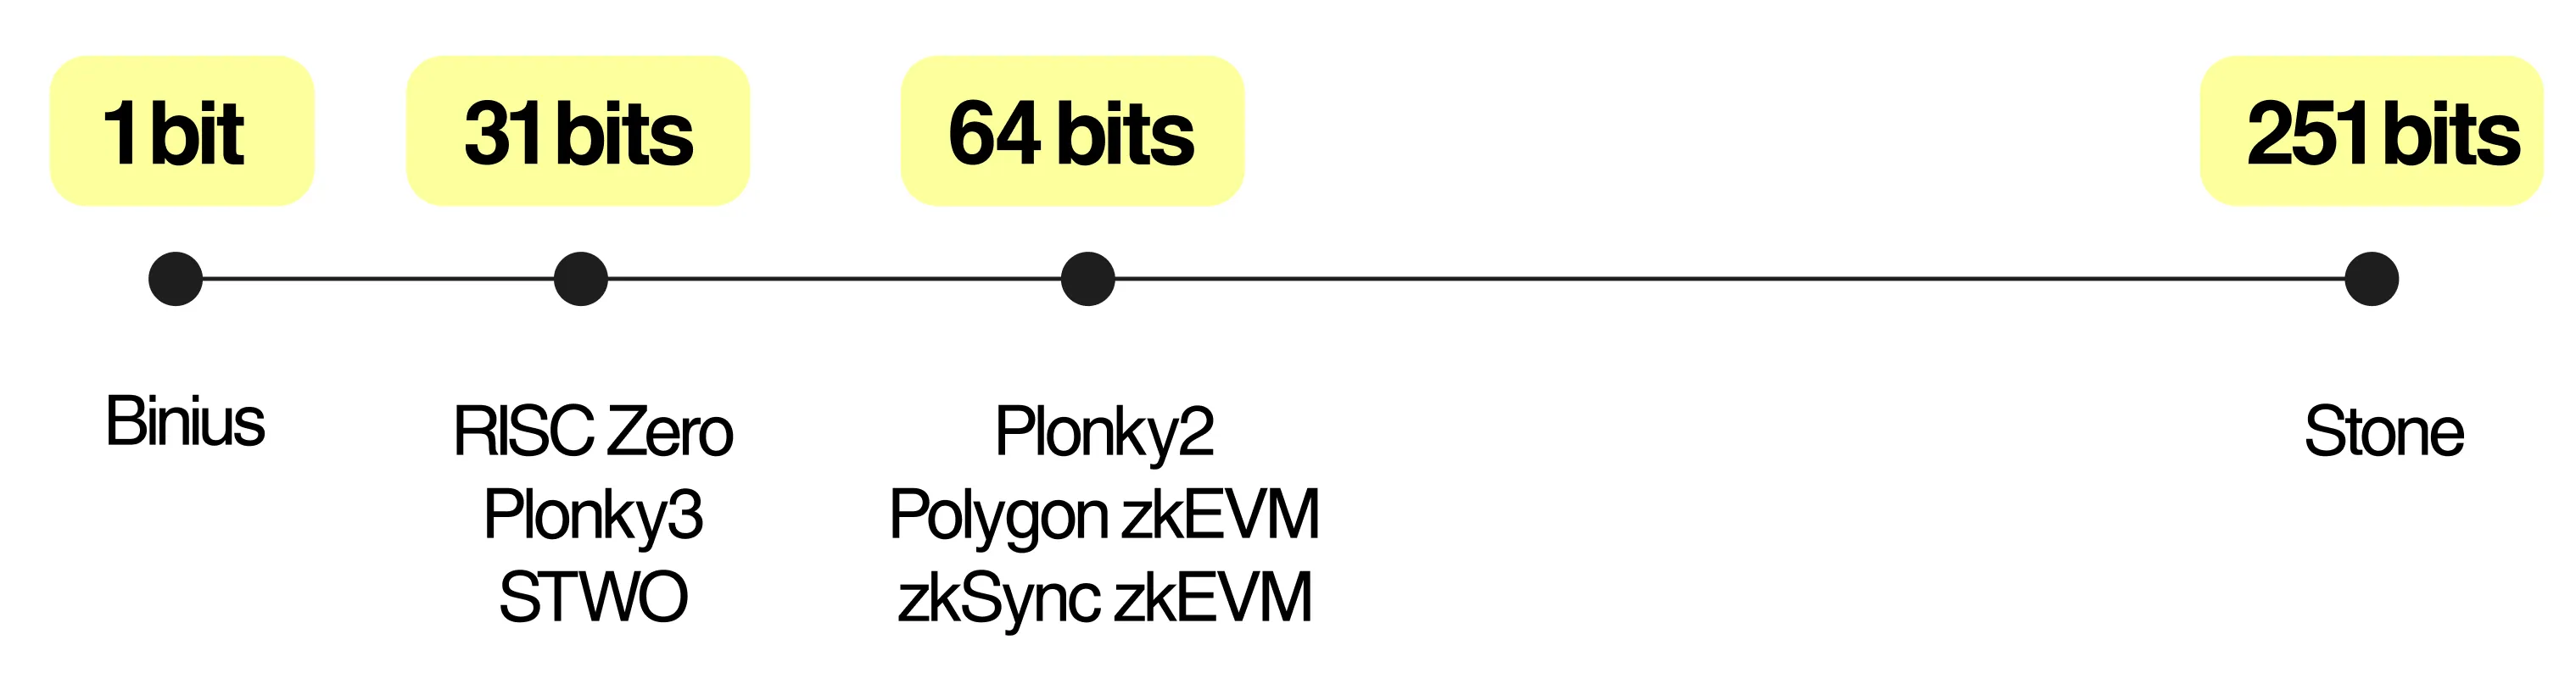 1 bit
31 bits
64 bits
251 bits
Binius
RISC Zero
Plonky3
STWO
Plonky2
Polygon zkEVM
zkSync zkEVM
Stone